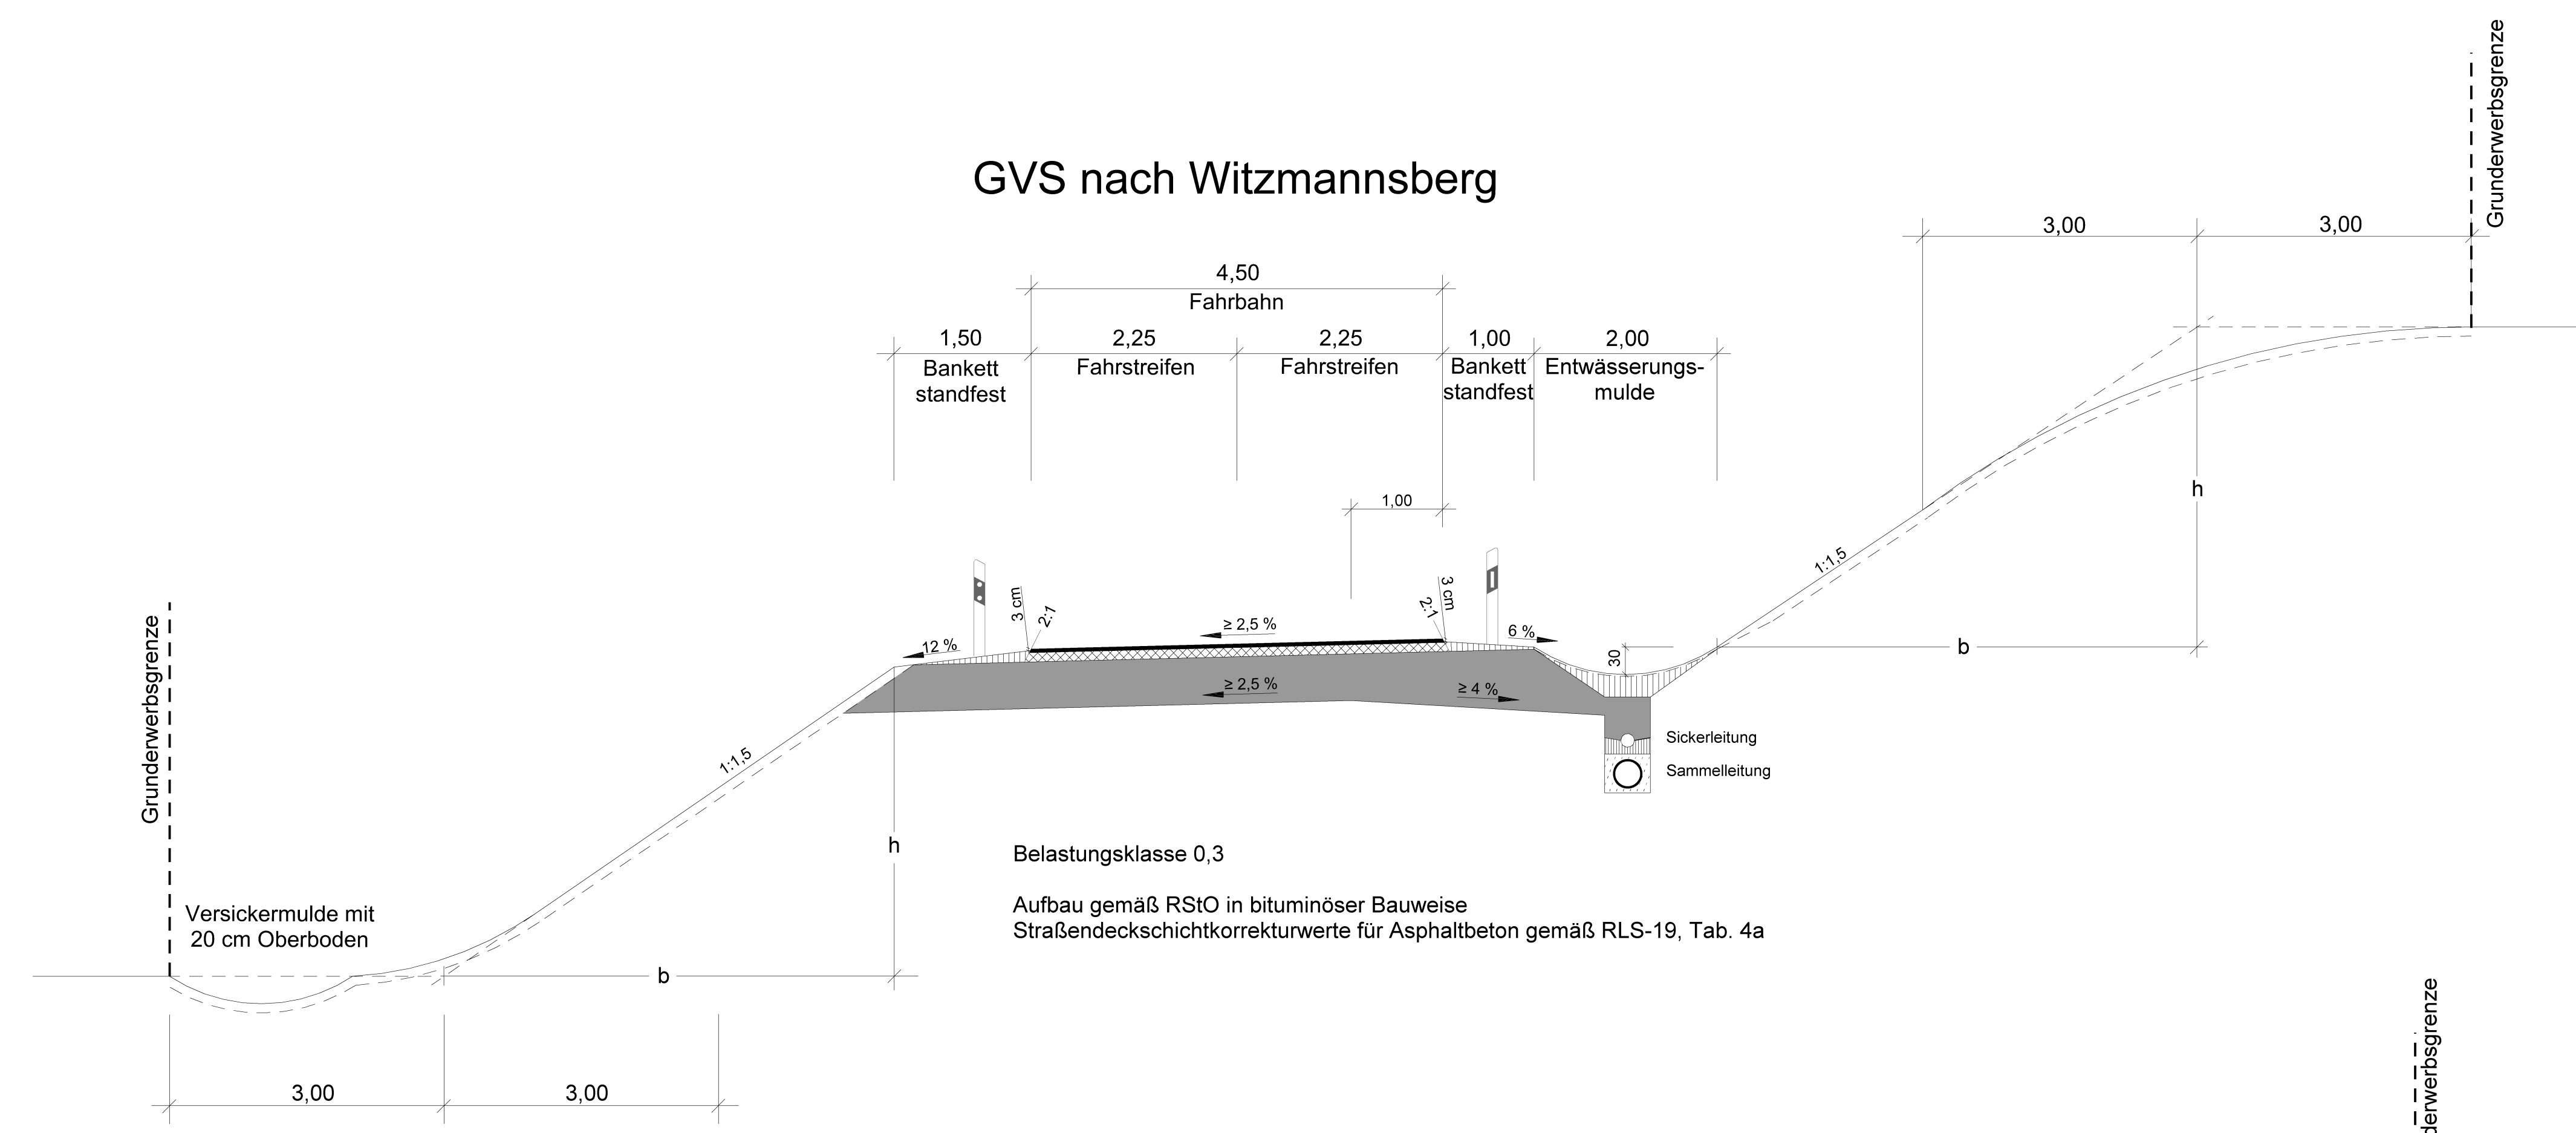 Grunderwerbsgrenze
GVS nach Witzmannsberg
3,00
3,00
4,50
Fahrbahn
1,50
2,25
2,25
1,00
2,00
Bankett
standfest
Fahrstreifen
Fahrstreifen
Bankett
standfest
Entwässerungs-
mulde
1,00
h
1:1,5
3 cm
2:1
2:1
3 cm
12 %
≥ 2,5 %
6 %
30
b
≥ 2,5 %
≥ 4 %
Grunderwerbsgrenze
1:1,5
Sickerleitung
Sammelleitung
h
Belastungsklasse 0,3
Aufbau gemäß RStO in bituminöser Bauweise
Straßendeckschichtkorrekturwerte für Asphaltbeton gemäß RLS-19, Tab. 4a
Versickermulde mit
20 cm Oberboden
b
3,00
3,00
derwerbsgrenze